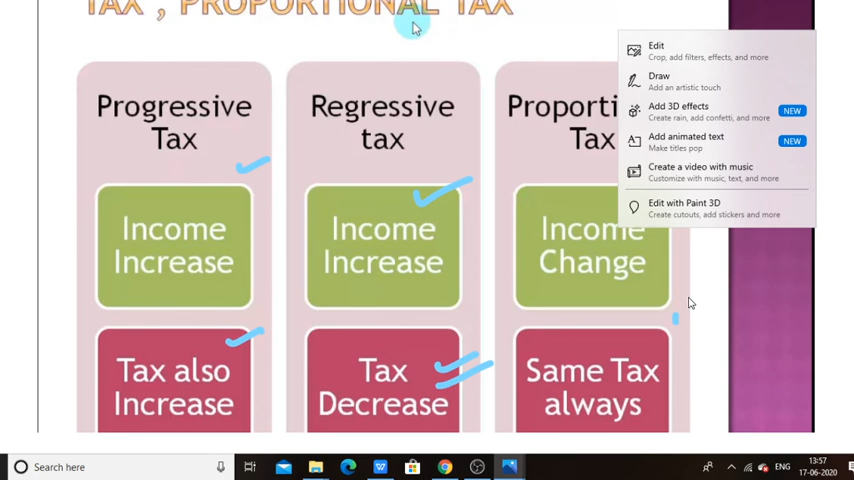 TAX , PROPORTIONAL TAX
Progressive
Tax
Income
Increase
Tax also
Increase
Regressive
tax
Income
Increase
Tax
Decrease
Proporti
Tax
Income
Change
Same Tax
always
Edit
Crop, add filters, effects, and more
Draw
Add an artistic touch
Add 3D effects
Create rain, add confetti, and more
NEW
Add animated text
Make titles pop
NEW
Create a video with music
Customize with music, text, and more
Edit with Paint 3D
Create cutouts, add stickers and more
Search here
ENG
13:57
17-06-2020